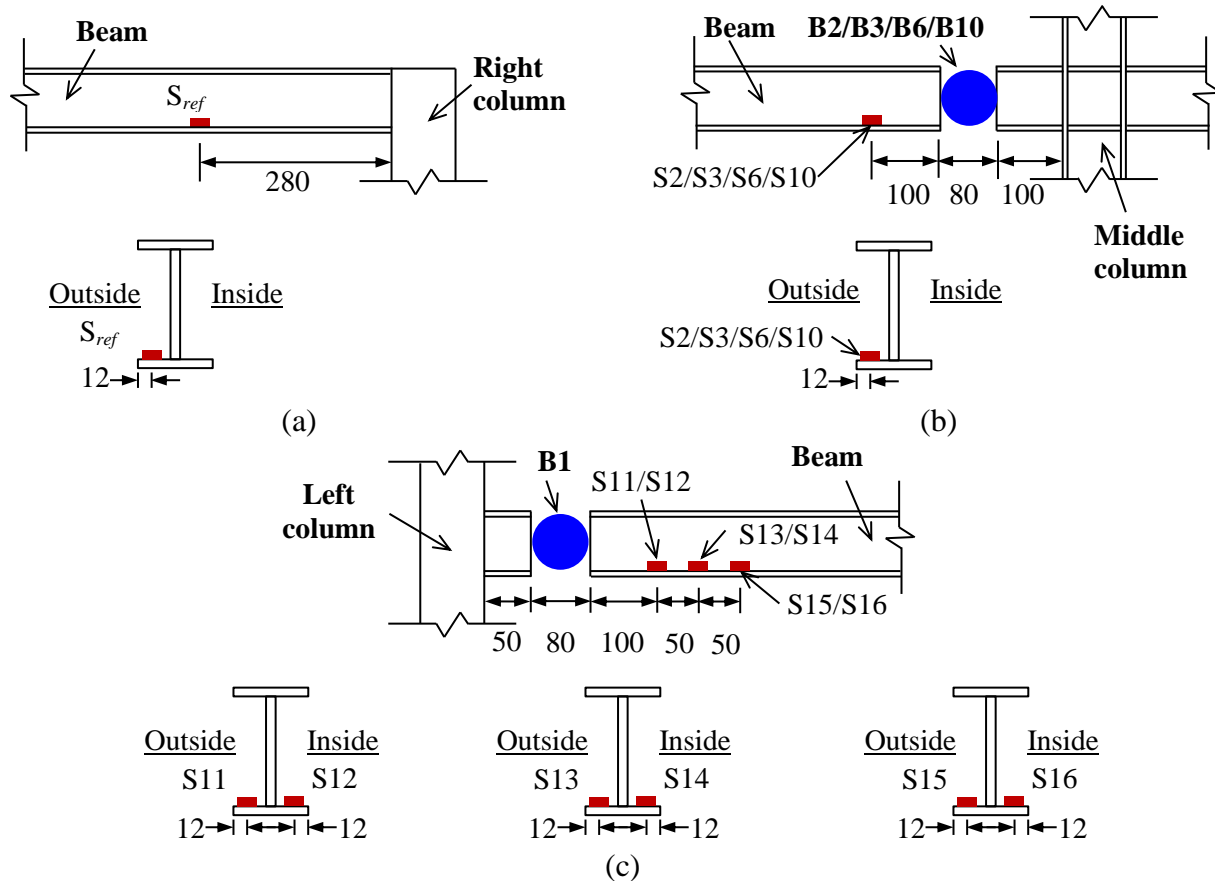 Beam
S_ref
Right
column
280
Outside
Inside
S_ref
12
(a)
Beam
B2/B3/B6/B10
S2/S3/S6/S10
100
80
100
Middle
column
Outside
Inside
S2/S3/S6/S10
12
(b)
Left
column
B1
S11/S12
Beam
S13/S14
S15/S16
50
80
100
50
50
Outside
Inside
S11
S12
12
12
Outside
Inside
S13
S14
12
12
Outside
Inside
S15
S16
12
12
(c)